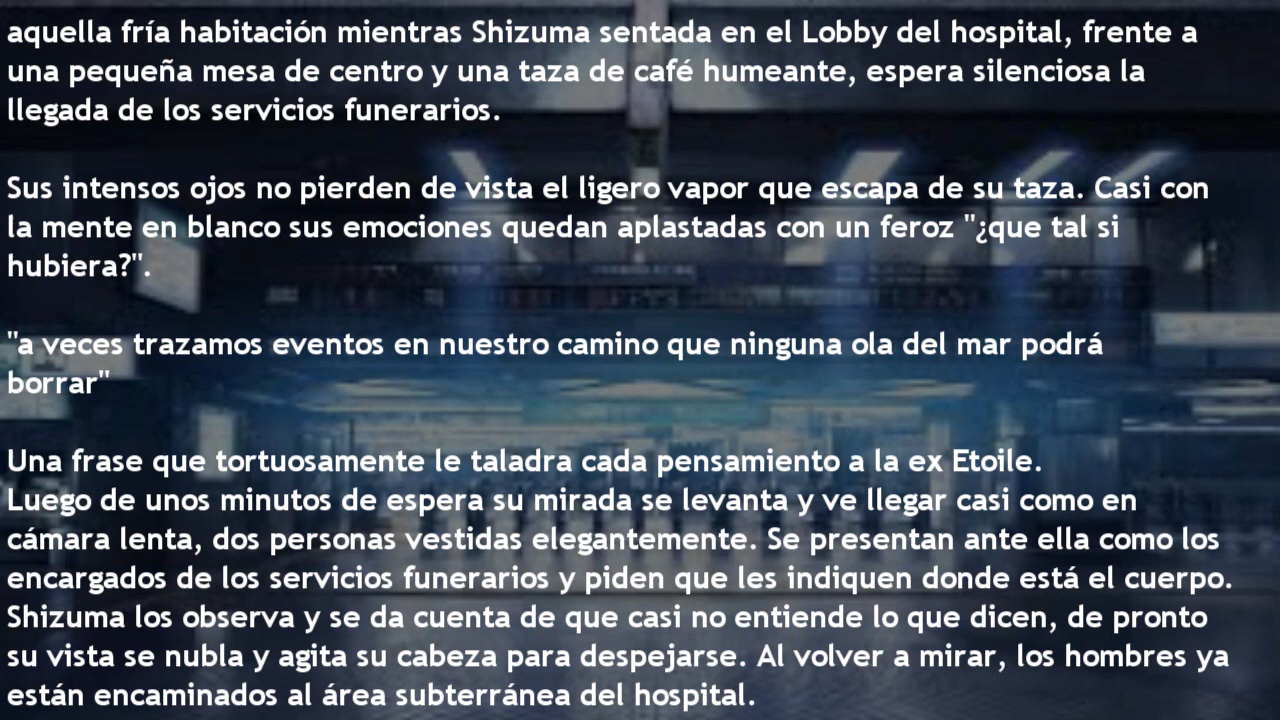 aquella fría habitación mientras Shizuma sentada en el Lobby del hospital, frente a
una pequeña mesa de centro y una taza de café humeante, espera silenciosa la
llegada de los servicios funerarios.
Sus intensos ojos no pierden de vista el ligero vapor que escapa de su taza. Casi con
la mente en blanco sus emociones quedan aplastadas con un feroz "¿que tal si
hubiera?".
"a veces trazamos eventos en nuestro camino que ninguna ola del mar podrá
borrar"
Una frase que tortuosamente le taladra cada pensamiento a la ex Etoile.
Luego de unos minutos de espera su mirada se levanta y ve llegar casi como en
cámara lenta, dos personas vestidas elegantemente. Se presentan ante ella como los
encargados de los servicios funerarios y piden que les indiquen donde está el cuerpo.
Shizuma los observa y se da cuenta de que casi no entiende lo que dicen, de pronto
su vista se nubla y agita su cabeza para despejarse. Al volver a mirar, los hombres ya
están encaminados al área subterránea del hospital.